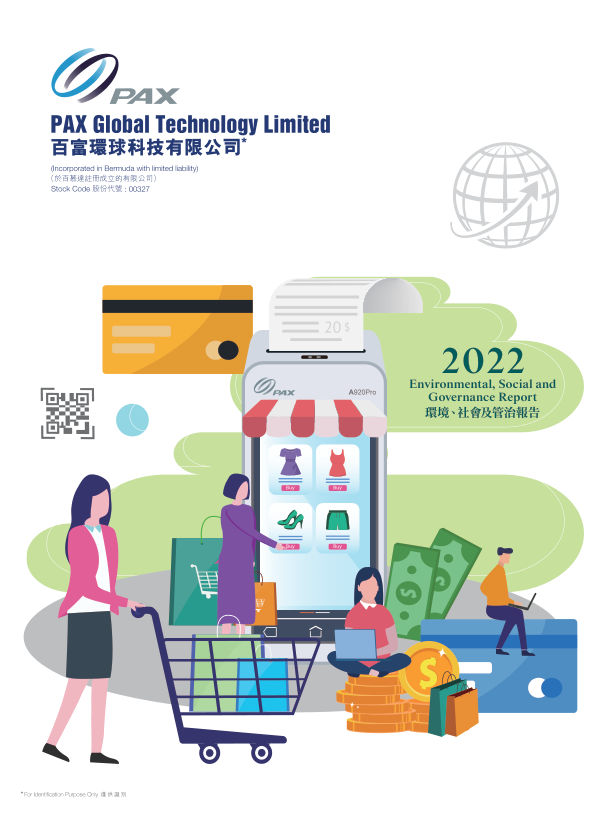 PAX
PAX Global Technology Limited
百富環球科技有限公司*
(Incorporated in Bermuda with limited liability)
(於百慕達註冊成立的有限公司)
Stock Code 股份代號 : 00327
20 $
2022
Environmental, Social and
Governance Report
環境、社會及管治報告
PAX
A920Pro
Buy
Buy
Buy
Buy
$
$
$
* For Identification Purpose Only 僅供識別